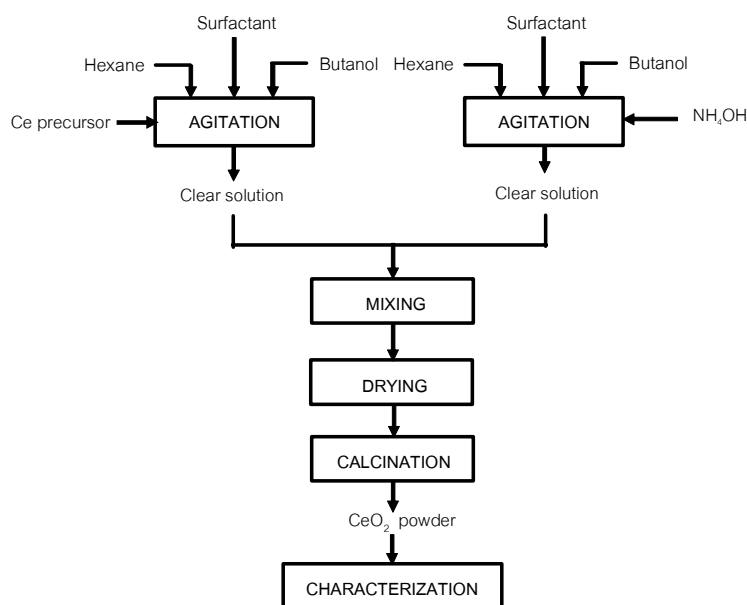 Surfactant
Hexane
Butanol
Ce precursor
AGITATION
Clear solution
Surfactant
Hexane
Butanol
AGITATION
NH₄OH
Clear solution
MIXING
DRYING
CALCINATION
CeO₂ powder
CHARACTERIZATION